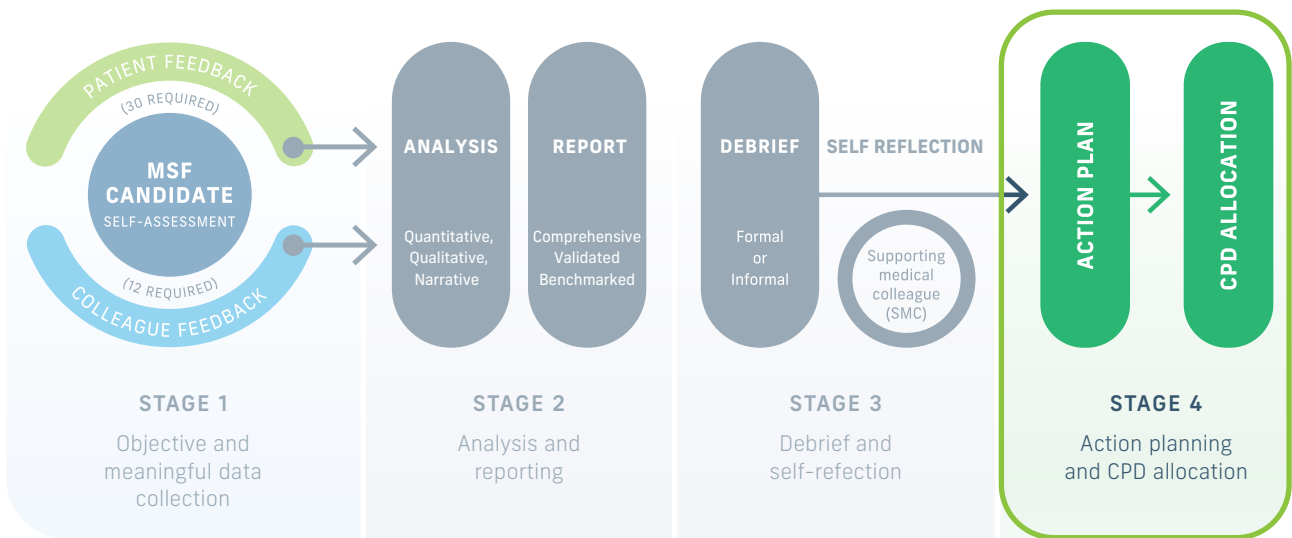 PATIENT FEEDBACK
(30 REQUIRED)
MSF
CANDIDATE
SELF-ASSESSMENT
(12 REQUIRED)
COLLEAGUE FEEDBACK
STAGE 1
Objective and
meaningful data
collection
ANALYSIS
Quantitative,
Qualitative,
Narrative
REPORT
Comprehensive
Validated
Benchmarked
STAGE 2
Analysis and
reporting
DEBRIEF
Formal
or
Informal
SELF REFLECTION
Supporting
medical
colleague
(SMC)
STAGE 3
Debrief and
self-refection
ACTION PLAN
CPD ALLOCATION
STAGE 4
Action planning
and CPD allocation